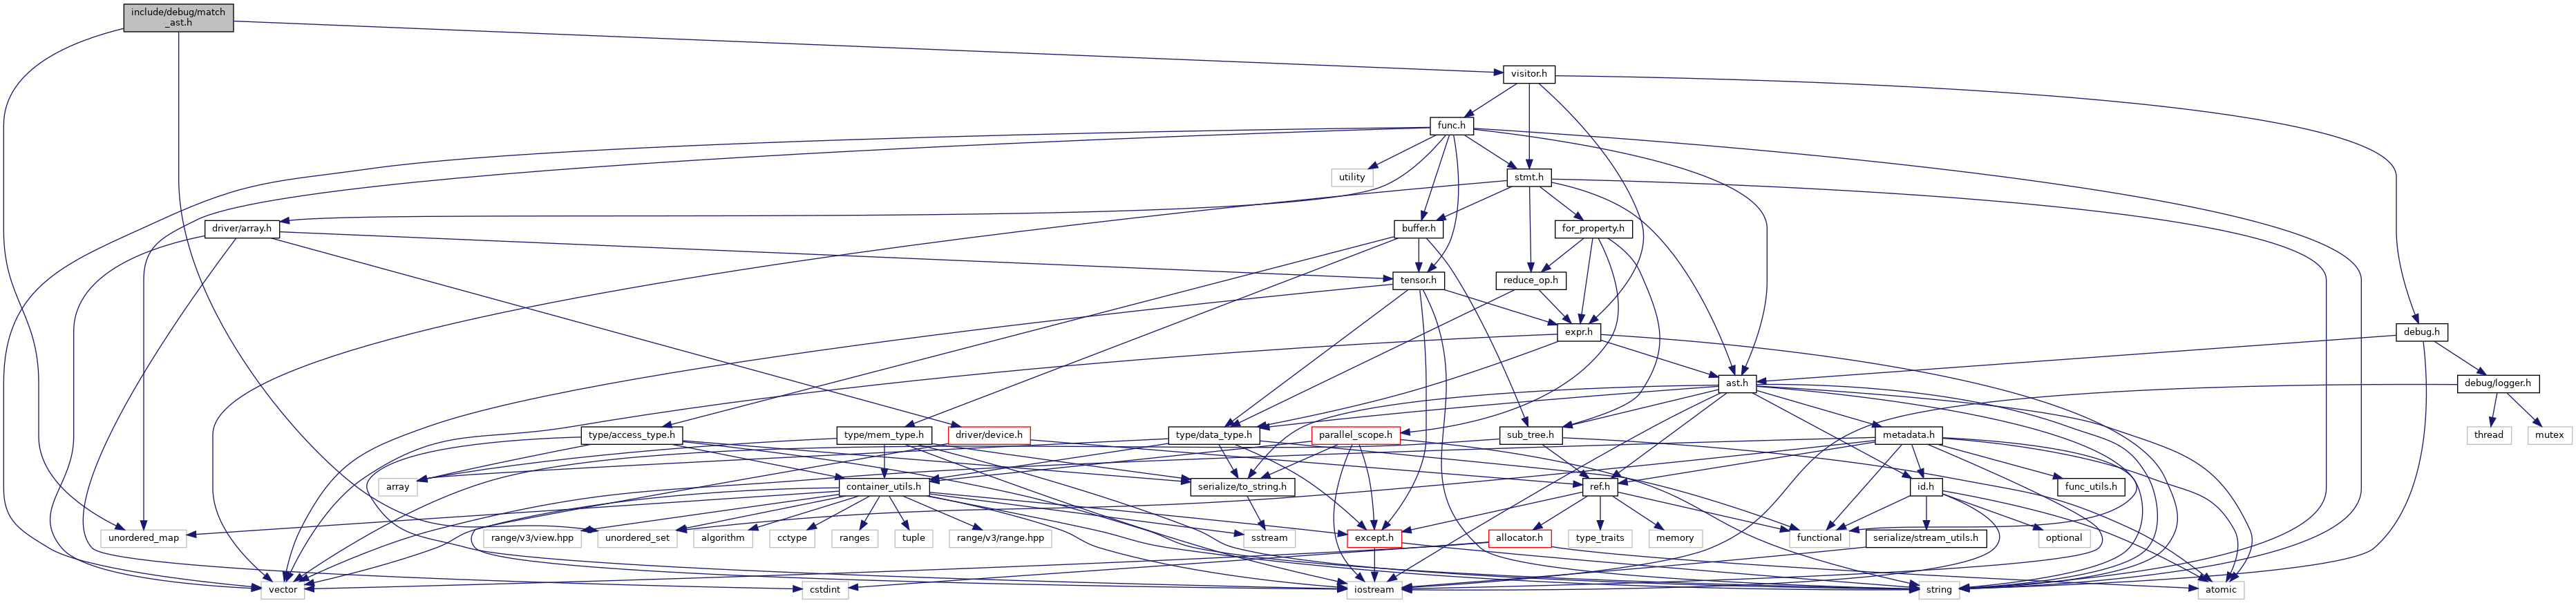 include/debug/match
_ast.h
visitor.h
func.h
utility
stmt.h
driver/array.h
buffer.h
for_property.h
tensor.h
reduce_op.h
expr.h
debug.h
ast.h
debug/logger.h
type/access_type.h
type/mem_type.h
driver/device.h
type/data_type.h
parallel_scope.h
sub_tree.h
metadata.h
thread
mutex
array
container_utils.h
serialize/to_string.h
ref.h
id.h
func_utils.h
unordered_map
range/v3/view.hpp
unordered_set
algorithm
cctype
ranges
tuple
range/v3/range.hpp
sstream
except.h
allocator.h
type_traits
memory
functional
serialize/stream_utils.h
optional
vector
cstdint
iostream
string
atomic